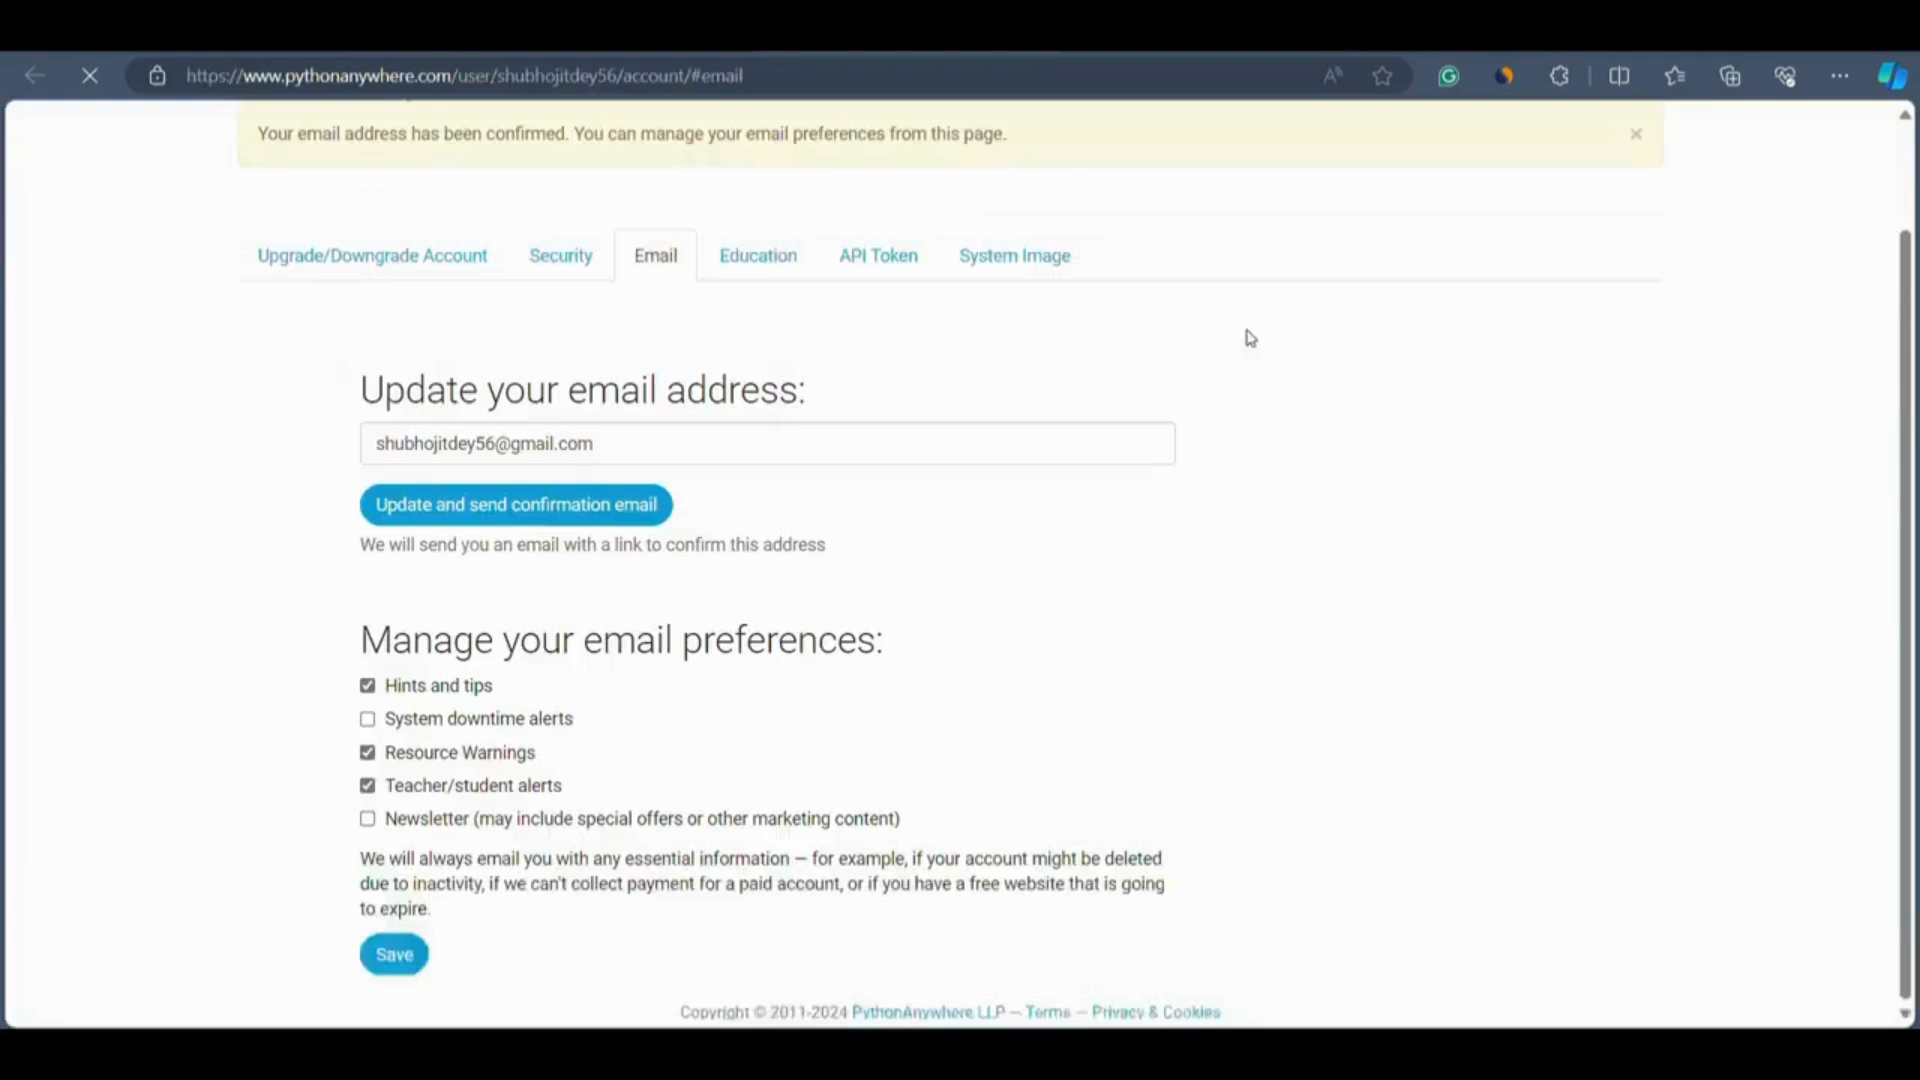 https://www.pythonanywhere.com/user/shubhojitdey56/account/#email
Your email address has been confirmed. You can manage your email preferences from this page.
Upgrade/Downgrade Account Security Email Education API Token System Image
Update your email address:
shubhojitdey56@gmail.com
Update and send confirmation email
We will send you an email with a link to confirm this address
Manage your email preferences:
Hints and tips
System downtime alerts
Resource Warnings
Teacher/student alerts
Newsletter (may include special offers or other marketing content)
We will always email you with any essential information — for example, if your account might be deleted
due to inactivity, if we can't collect payment for a paid account, or if you have a free website that is going
to expire.
Save
Copyright © 2011-2024 PythonAnywhere LLP — Terms — Privacy & Cookies